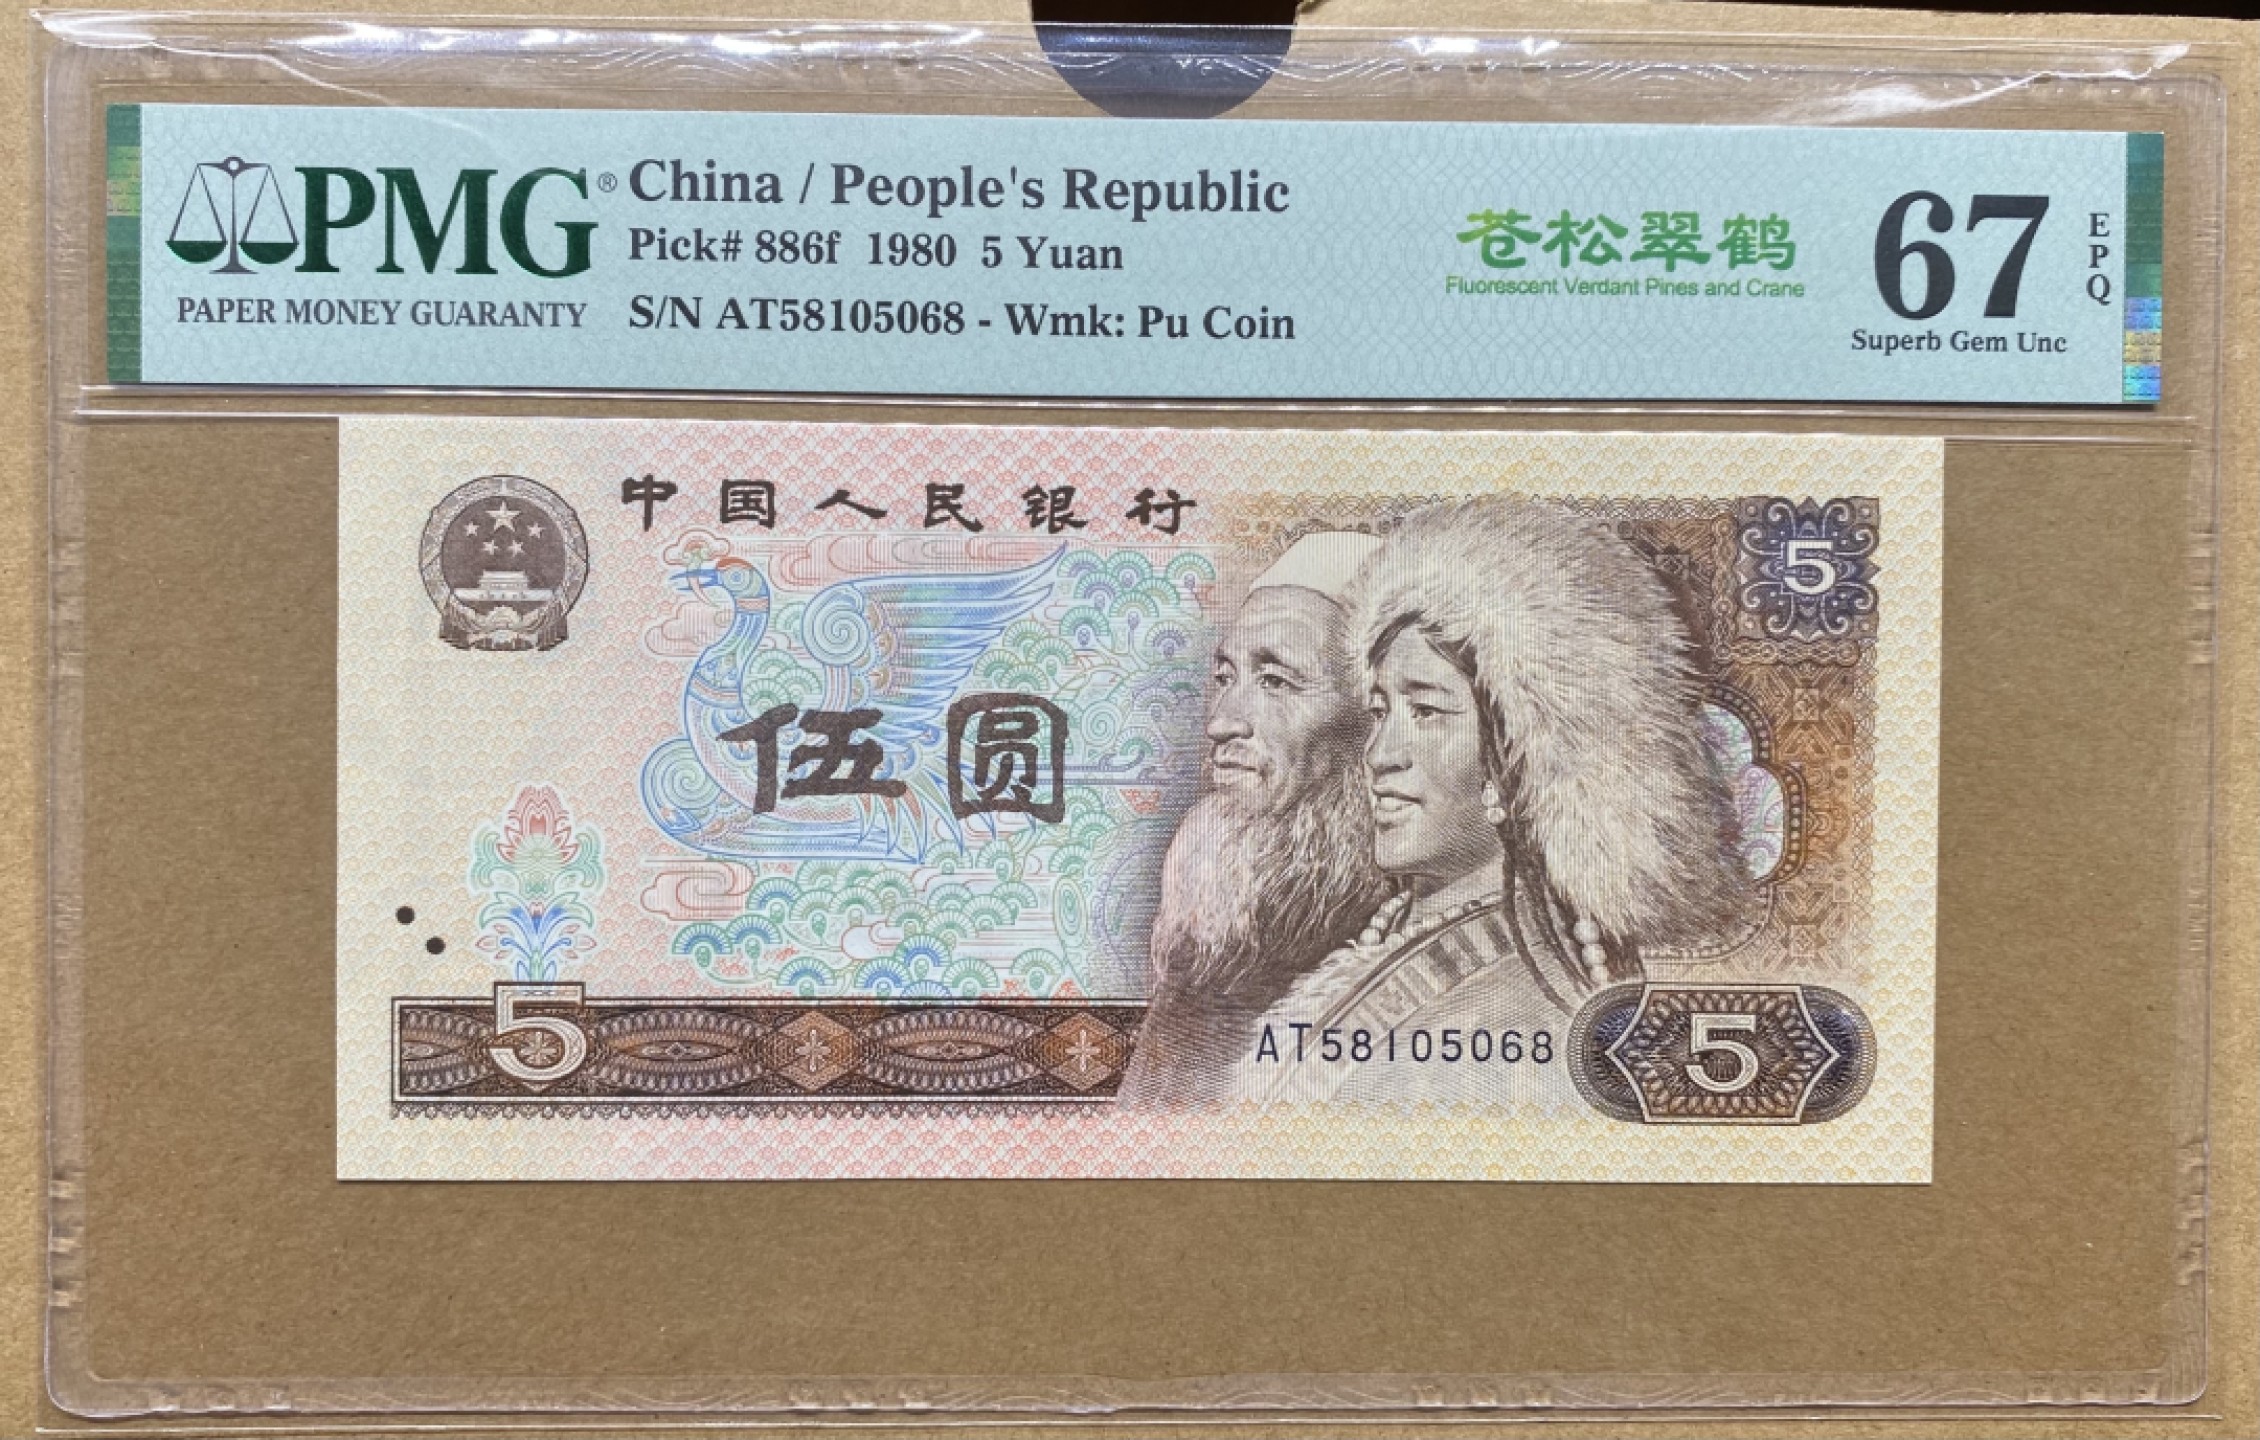 PMG®
PAPER MONEY GUARANTY
China / People's Republic
Pick# 886f 1980 5 Yuan
S/N AT58105068 - Wmk: Pu Coin
苍松翠鹤
Fluorescent Verdant Pines and Crane
67
EPQ
Superb Gem Unc
中国人民银行
5
伍圆
5
AT58105068
5